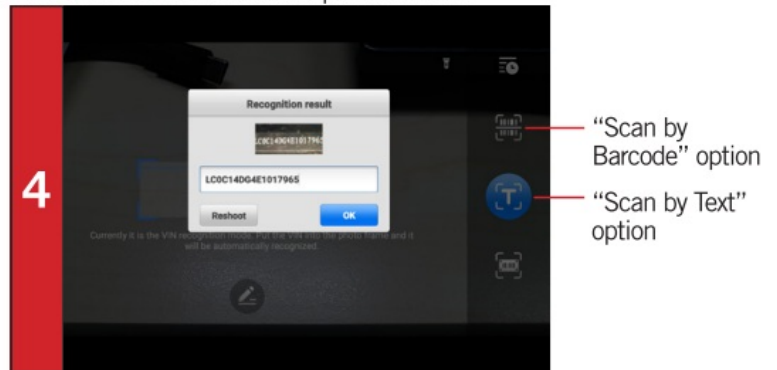 4
Recognition result
LC0C14DG4E1017965
LC0C14DG4E1017965
Reshoot
OK
Currently it is the VIN recognition mode. Put the VIN into the photo frame and it
will be automatically recognized.
"Scan by
Barcode" option
"Scan by Text"
option